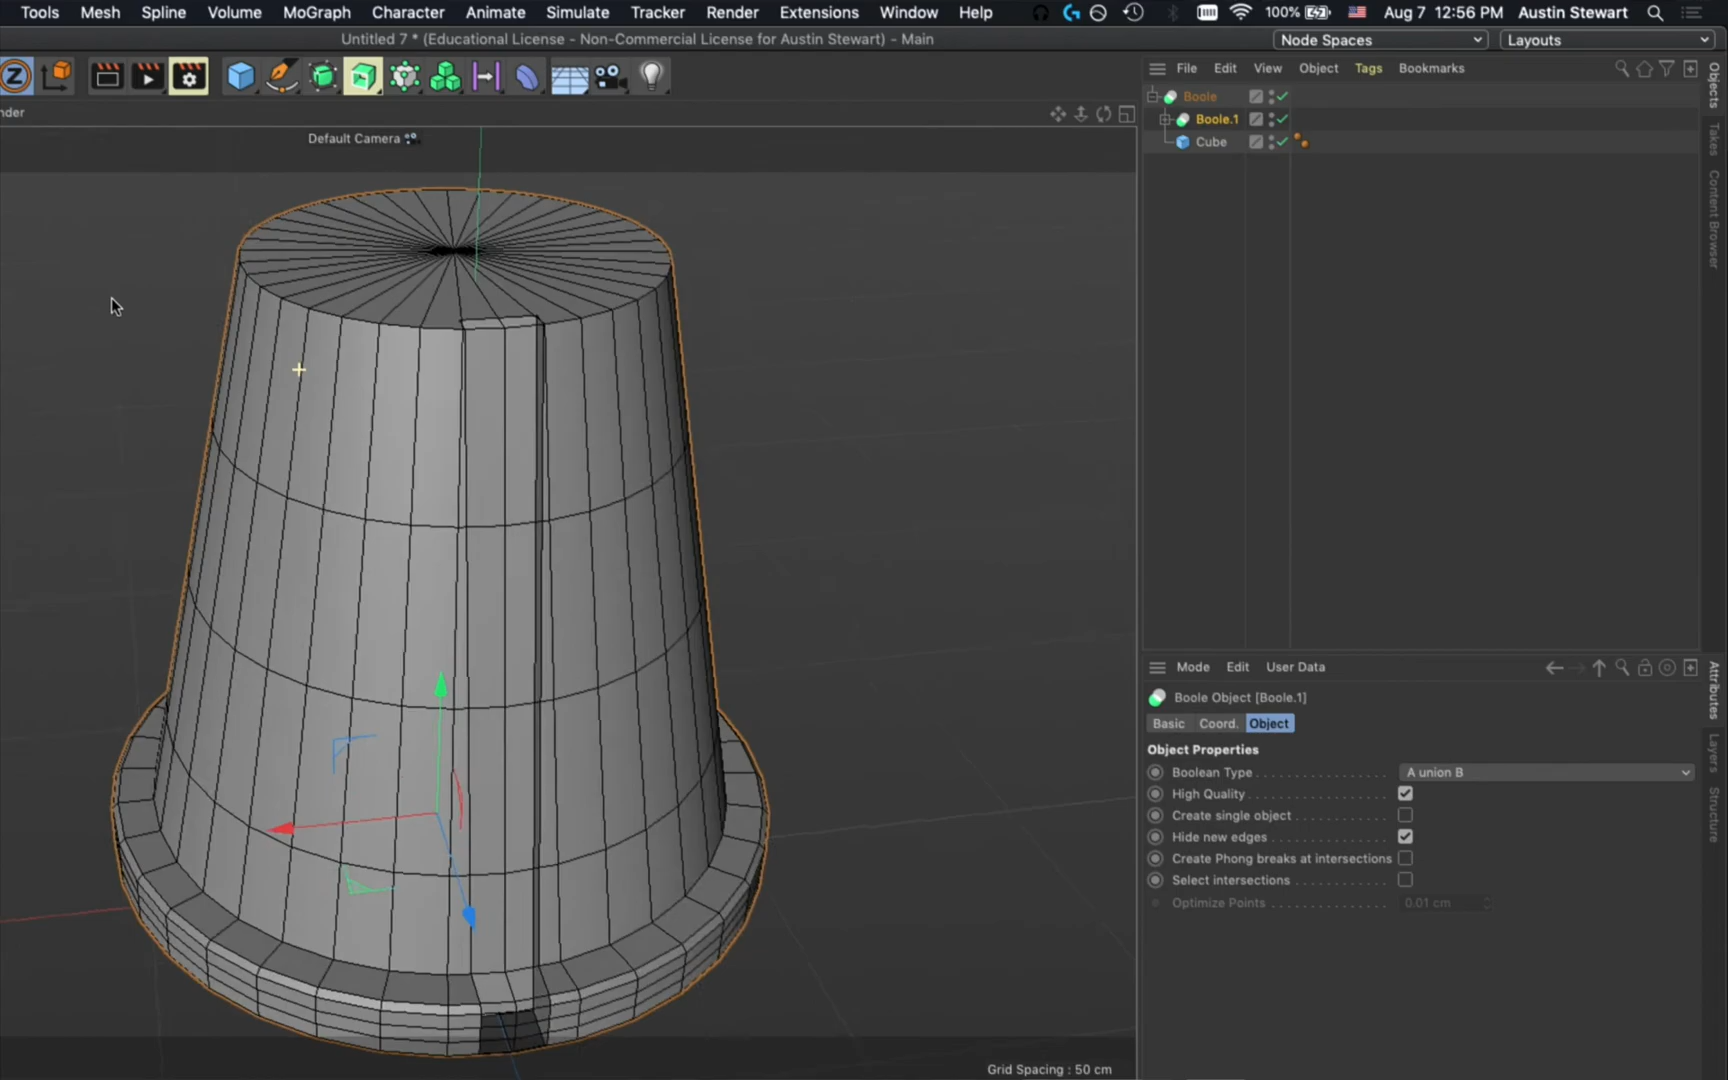 Tools Mesh Spline Volume MoGraph Character Animate Simulate Tracker Render Extensions Window Help 100% Aug 7 12:56 PM Austin Stewart
Untitled 7 * (Educational License - Non-Commercial License for Austin Stewart) - Main
Node Spaces
Layouts
File Edit View Object Tags Bookmarks
nder
Default Camera
Boole
Boole.1
Cube
Objects
Takes
Content Browser
Mode Edit User Data
Boole Object [Boole.1]
Basic Coord. Object
Object Properties
Boolean Type A union B
High Quality
Create single object
Hide new edges
Create Phong breaks at intersections
Select intersections
Optimize Points 0.01 cm
Attributes
Layers
Structure
Grid Spacing : 50 cm